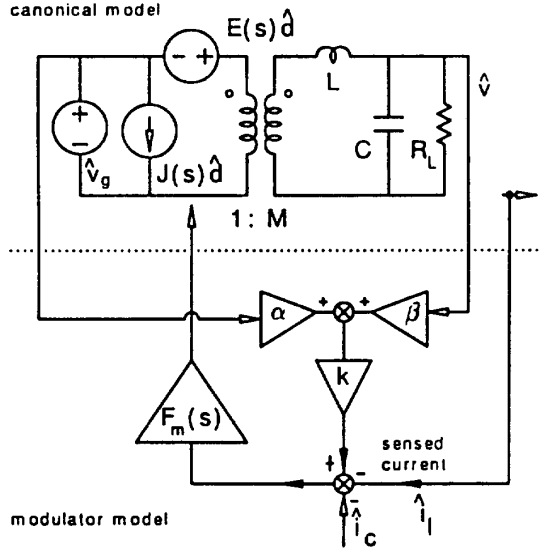 canonical model
E(s)d̂
L
v̂
+
−
− +
v̂g
J(s)d̂
C
RL
1: M
α
+
+
β
k
Fm(s)
sensed
current
+
−
−
îl
îc
modulator model